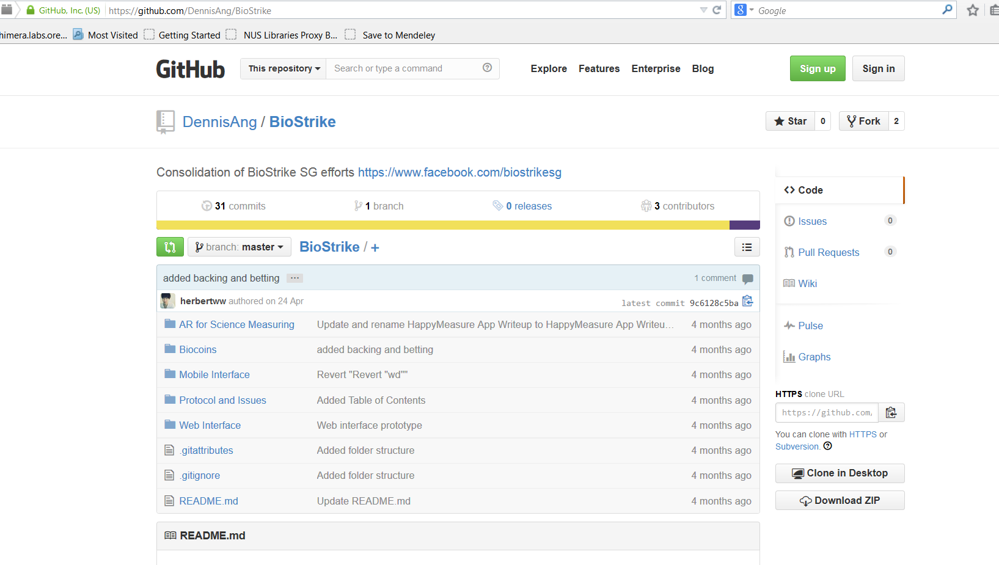 GitHub, Inc. (US) https://github.com/DennisAng/BioStrike Google
himera.labs.ore... Most Visited Getting Started NUS Libraries Proxy B... Save to Mendeley
GitHub This repository Search or type a command Explore Features Enterprise Blog Sign up Sign in
DennisAng / BioStrike Star 0 Fork 2
Consolidation of BioStrike SG efforts https://www.facebook.com/biostrikesg
31 commits 1 branch 0 releases 3 contributors
branch: master BioStrike / +
added backing and betting ... 1 comment
herbertww authored on 24 Apr latest commit 9c6128c5ba
AR for Science Measuring Update and rename HappyMeasure App Writeup to HappyMeasure App Writeu... 4 months ago
Biocoins added backing and betting 4 months ago
Mobile Interface Revert "Revert "wd"" 4 months ago
Protocol and Issues Added Table of Contents 4 months ago
Web Interface Web interface prototype 4 months ago
.gitattributes Added folder structure 4 months ago
.gitignore Added folder structure 4 months ago
README.md Update README.md 4 months ago
README.md
Code
Issues 0
Pull Requests 0
Wiki
Pulse
Graphs
HTTPS clone URL
https://github.com/
You can clone with HTTPS or
Subversion.
Clone in Desktop
Download ZIP